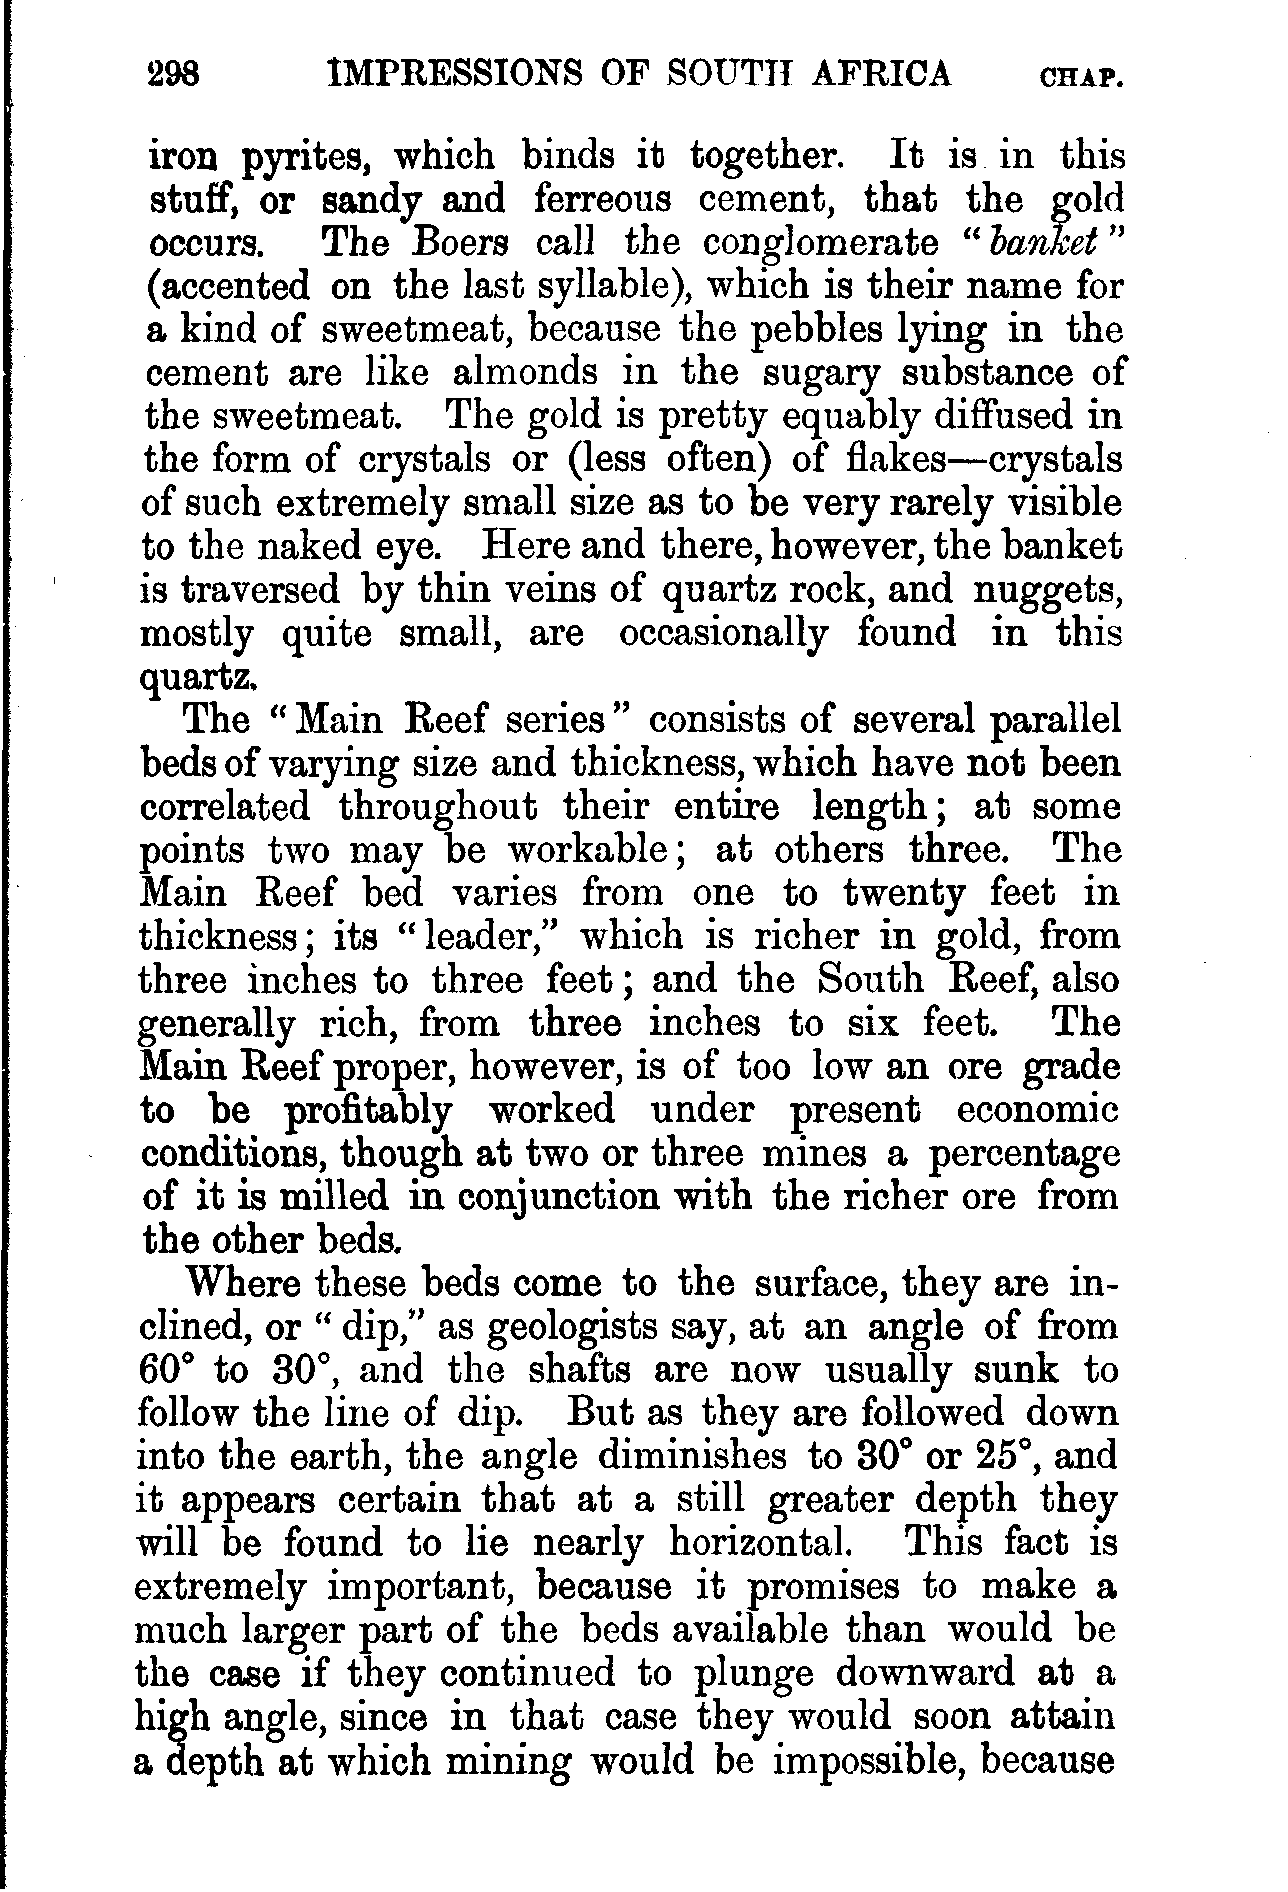 298 IMPRESSIONS OF SOUTH AFRICA CHAP.
iron pyrites, which binds it together. It is in this
stuff, or sandy and ferreous cement, that the gold
occurs. The Boers call the conglomerate " banket "
(accented on the last syllable), which is their name for
a kind of sweetmeat, because the pebbles lying in the
cement are like almonds in the sugary substance of
the sweetmeat. The gold is pretty equably diffused in
the form of crystals or (less often) of flakes—crystals
of such extremely small size as to be very rarely visible
to the naked eye. Here and there, however, the banket
is traversed by thin veins of quartz rock, and nuggets,
mostly quite small, are occasionally found in this
quartz.
The " Main Reef series " consists of several parallel
beds of varying size and thickness, which have not been
correlated throughout their entire length ; at some
points two may be workable ; at others three. The
Main Reef bed varies from one to twenty feet in
thickness ; its " leader," which is richer in gold, from
three inches to three feet ; and the South Reef, also
generally rich, from three inches to six feet. The
Main Reef proper, however, is of too low an ore grade
to be profitably worked under present economic
conditions, though at two or three mines a percentage
of it is milled in conjunction with the richer ore from
the other beds.
Where these beds come to the surface, they are in-
clined, or " dip," as geologists say, at an angle of from
60° to 30°, and the shafts are now usually sunk to
follow the line of dip. But as they are followed down
into the earth, the angle diminishes to 30° or 25°, and
it appears certain that at a still greater depth they
will be found to lie nearly horizontal. This fact is
extremely important, because it promises to make a
much larger part of the beds available than would be
the case if they continued to plunge downward at a
high angle, since in that case they would soon attain
a depth at which mining would be impossible, because